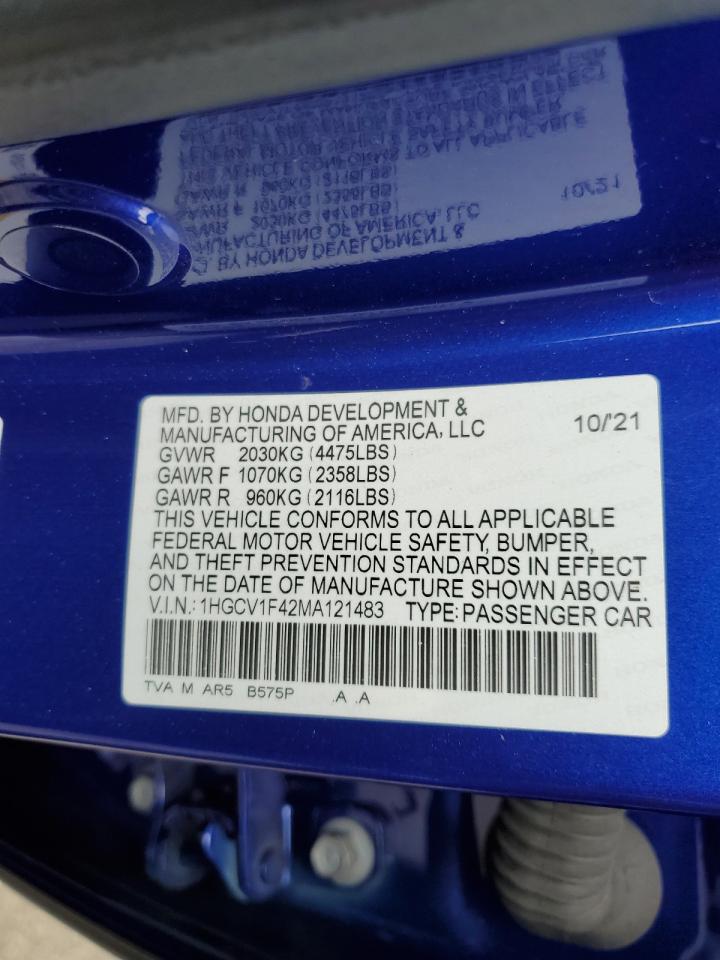 MFD. BY HONDA DEVELOPMENT &
MANUFACTURING OF AMERICA, LLC 10/'21
GVWR 2030KG (4475LBS)
GAWR F 1070KG (2358LBS)
GAWR R 960KG (2116LBS)
THIS VEHICLE CONFORMS TO ALL APPLICABLE
FEDERAL MOTOR VEHICLE SAFETY, BUMPER,
AND THEFT PREVENTION STANDARDS IN EFFECT
ON THE DATE OF MANUFACTURE SHOWN ABOVE.
V.I.N.: 1HGCV1F42MA121483 TYPE: PASSENGER CAR
TVA M AR5 B575P .A .A